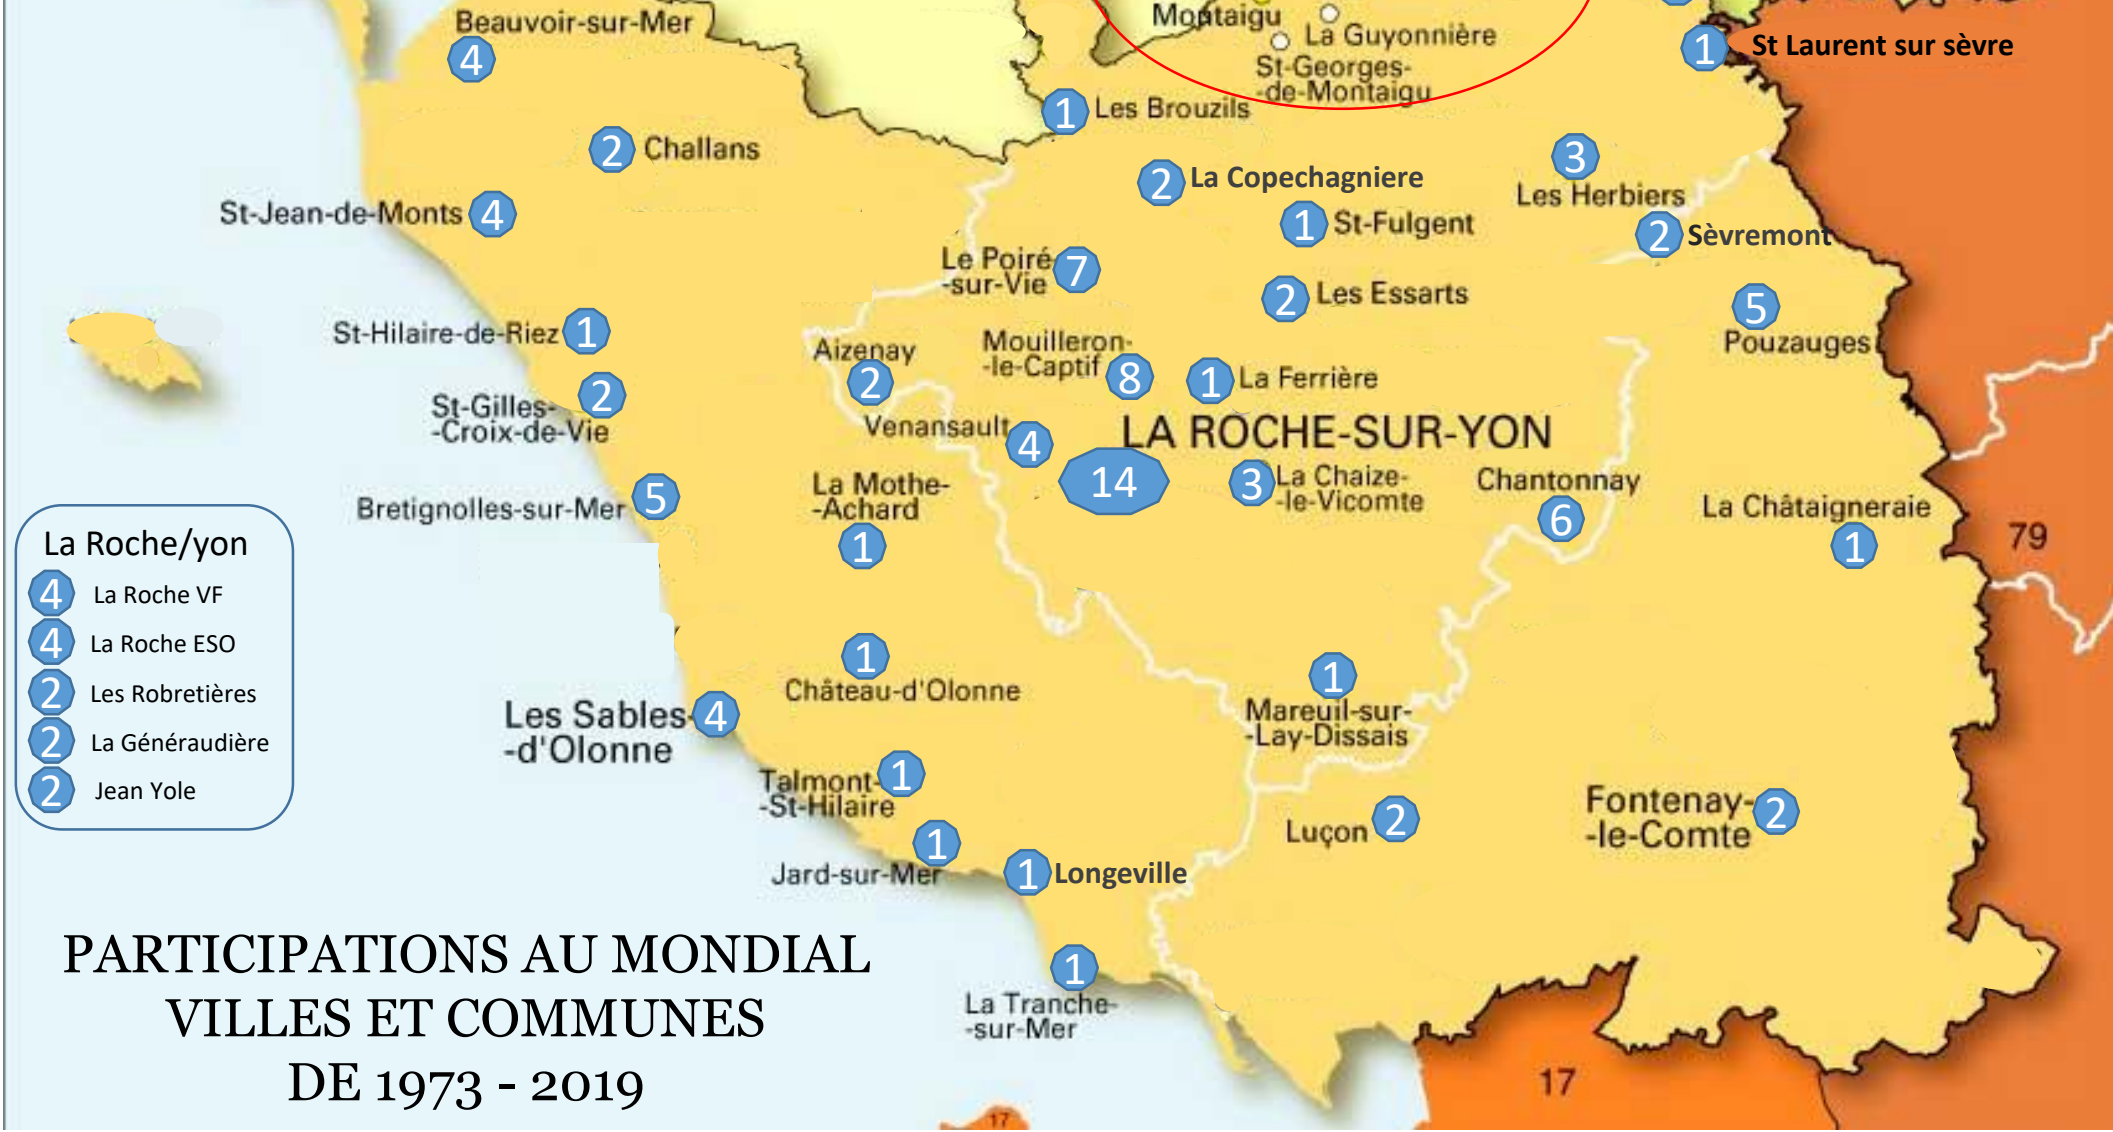 Beauvoir-sur-Mer
4
Montaigu
La Guyonnière
St-Georges-
-de-Montaigu
1
St Laurent sur sèvre
1
Les Brouzils
2
Challans
3
Les Herbiers
2
La Copechagniere
St-Jean-de-Monts
4
1
St-Fulgent
2
Sèvremont
Le Poiré
-sur-Vie
7
2
Les Essarts
5
Pouzauges
St-Hilaire-de-Riez
1
Aizenay
2
Mouilleron-
-le-Captif
8
1
La Ferrière
St-Gilles-
-Croix-de-Vie
2
Venansault
4
LA ROCHE-SUR-YON
14
3
La Chaize-
-le-Vicomte
Chantonnay
6
Bretignolles-sur-Mer
5
La Mothe-
-Achard
1
La Châtaigneraie
1
79
La Roche/yon
4 La Roche VF
4 La Roche ESO
2 Les Robretières
2 La Généraudière
2 Jean Yole
1
Château-d'Olonne
Les Sables-
-d'Olonne
4
1
Mareuil-sur-
-Lay-Dissais
Talmont-
-St-Hilaire
1
Luçon
2
Fontenay-
-le-Comte
2
1
Jard-sur-Mer
1
Longeville
1
La Tranche-
-sur-Mer
17
17
PARTICIPATIONS AU MONDIAL
VILLES ET COMMUNES
DE 1973 - 2019